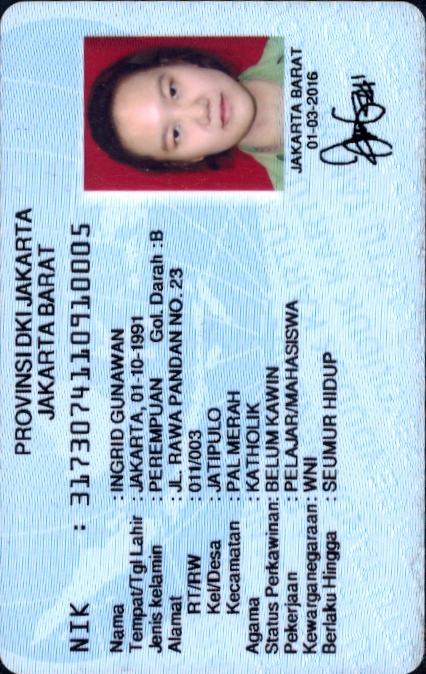 PROVINSI DKI JAKARTA
JAKARTA BARAT
NIK : 3173074110910005
Nama : INGRID GUNAWAN
Tempat/Tgl Lahir : JAKARTA, 01-10-1991
Jenis kelamin : PEREMPUAN Gol. Darah :B
Alamat : JL. RAWA PANDAN NO. 23
RT/RW : 011/003
Kel/Desa : JATIPULO
Kecamatan : PALMERAH
Agama : KATHOLIK
Status Perkawinan: BELUM KAWIN
Pekerjaan : PELAJAR/MAHASISWA
Kewarganegaraan: WNI
Berlaku Hingga : SEUMUR HIDUP
JAKARTA BARAT
01-03-2016